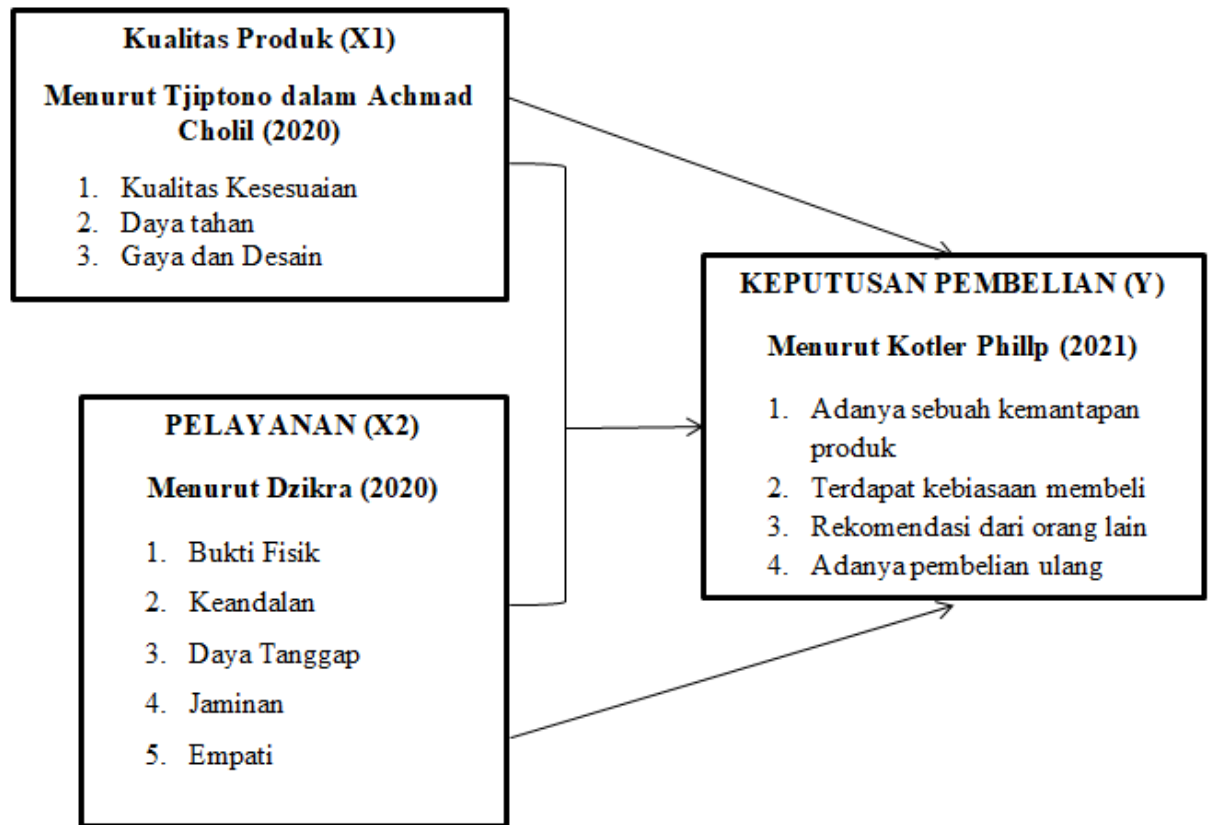 Kualitas Produk (X1)
Menurut Tjiptono dalam Achmad
Cholil (2020)
1. Kualitas Kesesuaian
2. Daya tahan
3. Gaya dan Desain
PELAYANAN (X2)
Menurut Dzikra (2020)
1. Bukti Fisik
2. Keandalan
3. Daya Tanggap
4. Jaminan
5. Empati
KEPUTUSAN PEMBELIAN (Y)
Menurut Kotler Phillp (2021)
1. Adanya sebuah kemantapan
produk
2. Terdapat kebiasaan membeli
3. Rekomendasi dari orang lain
4. Adanya pembelian ulang